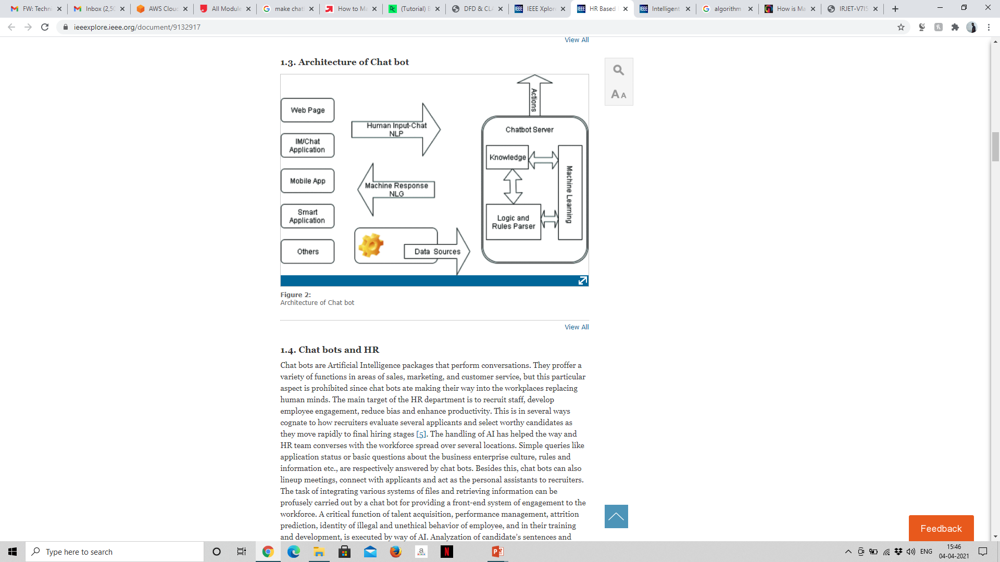 FW: Techni
Inbox (2,50
AWS Clou
All Module
make chat
How to Ma
(Tutorial) B
DFD & CLA
IEEE Xplor
HR Based
Intelligent
algorithm
How is Ma
IRJET-V7I5
ieeexplore.ieee.org/document/9132917
View All
1.3. Architecture of Chat bot
AA
Actions
Web Page
IM/Chat
Application
Mobile App
Smart
Application
Others
Human Input-Chat
NLP
Machine Response
NLG
Data Sources
Chatbot Server
Knowledge
Machine Learning
Logic and
Rules Parser
Figure 2:
Architecture of Chat bot
View All
1.4. Chat bots and HR
Chat bots are Artificial Intelligence packages that perform conversations. They proffer a
variety of functions in areas of sales, marketing, and customer service, but this particular
aspect is prohibited since chat bots ate making their way into the workplaces replacing
human minds. The main target of the HR department is to recruit staff, develop
employee engagement, reduce bias and enhance productivity. This is in several ways
cognate to how recruiters evaluate several applicants and select worthy candidates as
they move rapidly to final hiring stages [5]. The handling of AI has helped the way and
HR team converses with the workforce spread over several locations. Simple queries like
application status or basic questions about the business enterprise culture, rules and
information etc., are respectively answered by chat bots. Besides this, chat bots can also
lineup meetings, connect with applicants and act as the personal assistants to recruiters.
The task of integrating various systems of files and retrieving information can be
profusely carried out by a chat bot for providing a front-end system of engagement to the
workforce. A critical function of talent acquisition, performance management, attrition
prediction, identity of illegal and unethical behavior of employee, and in their training
and development, is executed by way of AI. Analyzation of candidate's sentences and
Feedback
Type here to search
ENG
15:46
04-04-2021